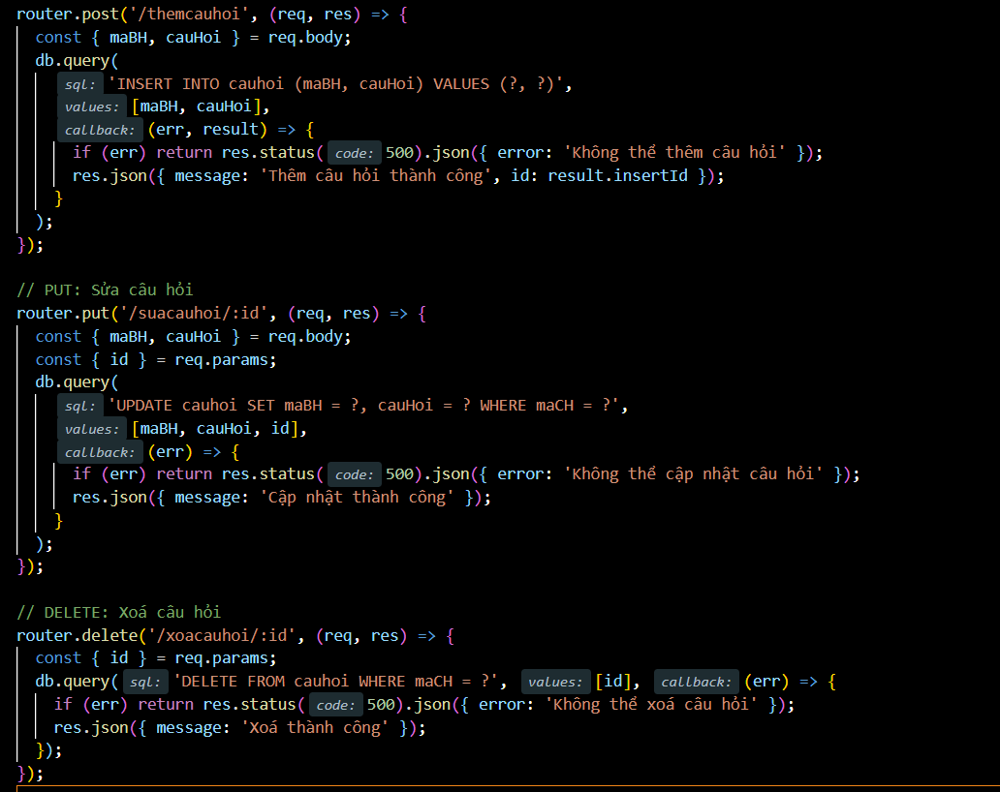 router.post('/themcauhoi', (req, res) => {
const { maBH, cauHoi } = req.body;
db.query(
sql: 'INSERT INTO cauhoi (maBH, cauHoi) VALUES (?, ?)',
values: [maBH, cauHoi],
callback: (err, result) => {
if (err) return res.status( code: 500).json({ error: 'Không thể thêm câu hỏi' });
res.json({ message: 'Thêm câu hỏi thành công', id: result.insertId });
}
);
});
// PUT: Sửa câu hỏi
router.put('/suacauhoi/:id', (req, res) => {
const { maBH, cauHoi } = req.body;
const { id } = req.params;
db.query(
sql: 'UPDATE cauhoi SET maBH = ?, cauHoi = ? WHERE maCH = ?',
values: [maBH, cauHoi, id],
callback: (err) => {
if (err) return res.status( code: 500).json({ error: 'Không thể cập nhật câu hỏi' });
res.json({ message: 'Cập nhật thành công' });
}
);
});
// DELETE: Xoá câu hỏi
router.delete('/xoacauhoi/:id', (req, res) => {
const { id } = req.params;
db.query( sql: 'DELETE FROM cauhoi WHERE maCH = ?', values: [id], callback: (err) => {
if (err) return res.status( code: 500).json({ error: 'Không thể xoá câu hỏi' });
res.json({ message: 'Xoá thành công' });
});
});